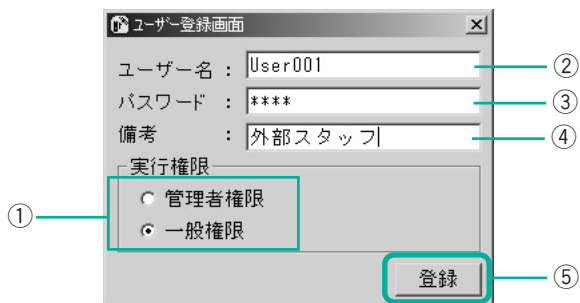 ユーザー登録画面
ユーザー名 : User001 ②
パスワード : **** ③
備考 : 外部スタッフ ④
実行権限
① 管理者権限
一般権限
登録 ⑤